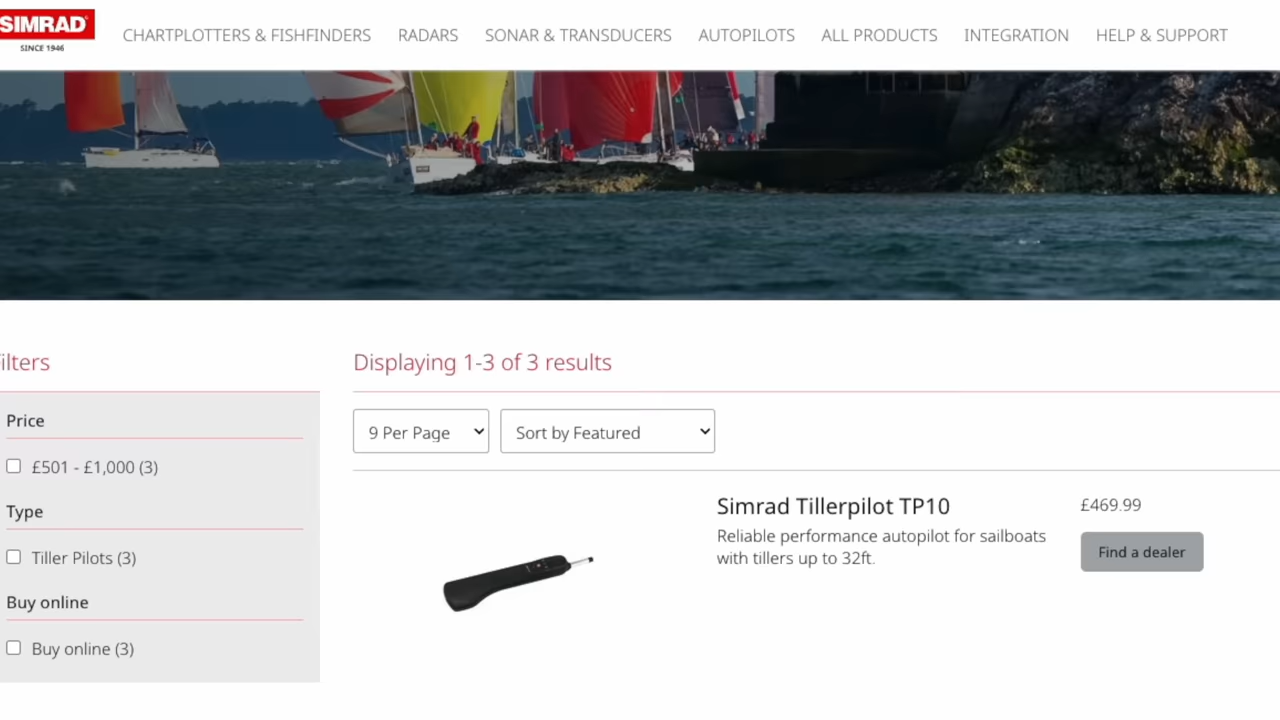 SIMRAD
SINCE 1946
CHARTPLOTTERS & FISHFINDERS RADARS SONAR & TRANSDUCERS AUTOPILOTS ALL PRODUCTS INTEGRATION HELP & SUPPORT
ilters
Displaying 1-3 of 3 results
Price
9 Per Page Sort by Featured
£501 - £1,000 (3)
Type
Simrad Tillerpilot TP10 £469.99
Reliable performance autopilot for sailboats
with tillers up to 32ft.
Find a dealer
Tiller Pilots (3)
Buy online
Buy online (3)